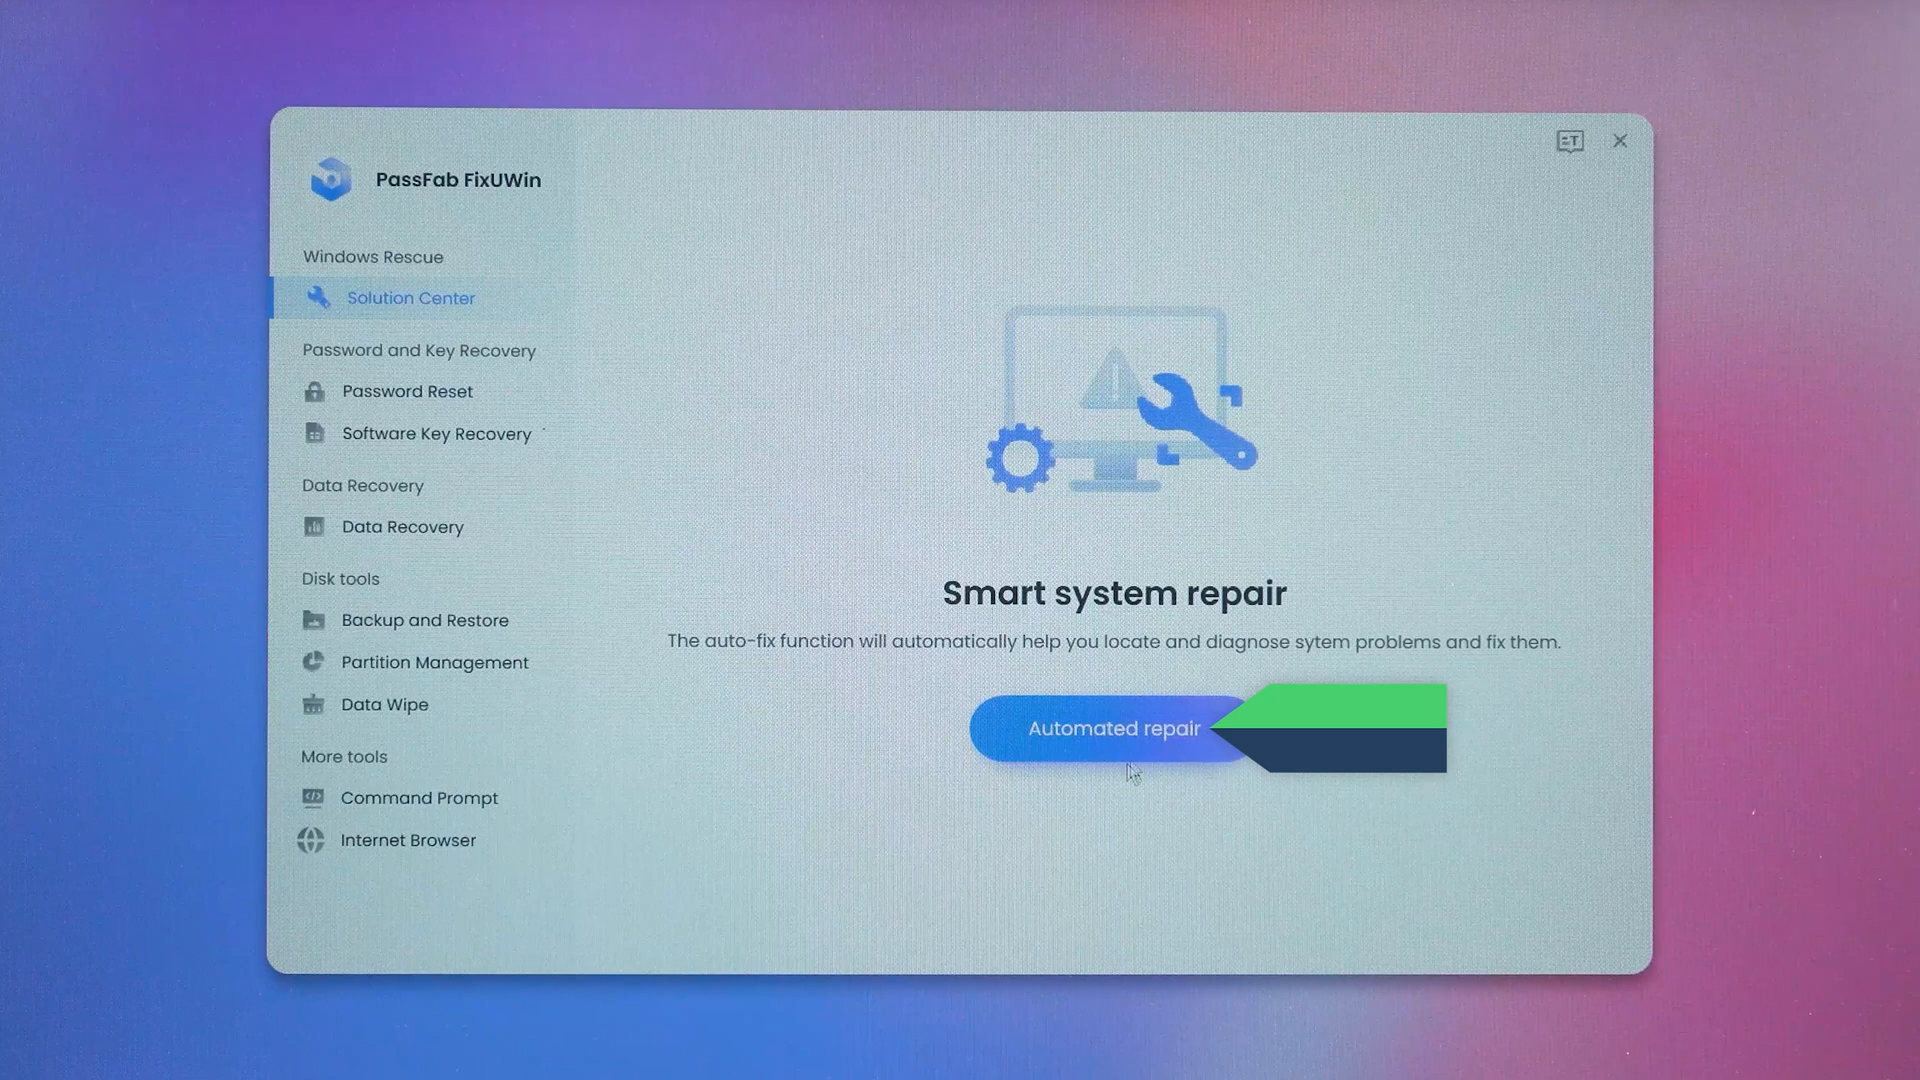 PassFab FixUWin
Windows Rescue
Solution Center
Password and Key Recovery
Password Reset
Software Key Recovery
Data Recovery
Data Recovery
Disk tools
Backup and Restore
Partition Management
Data Wipe
More tools
Command Prompt
Internet Browser
Smart system repair
The auto-fix function will automatically help you locate and diagnose sytem problems and fix them.
Automated repair